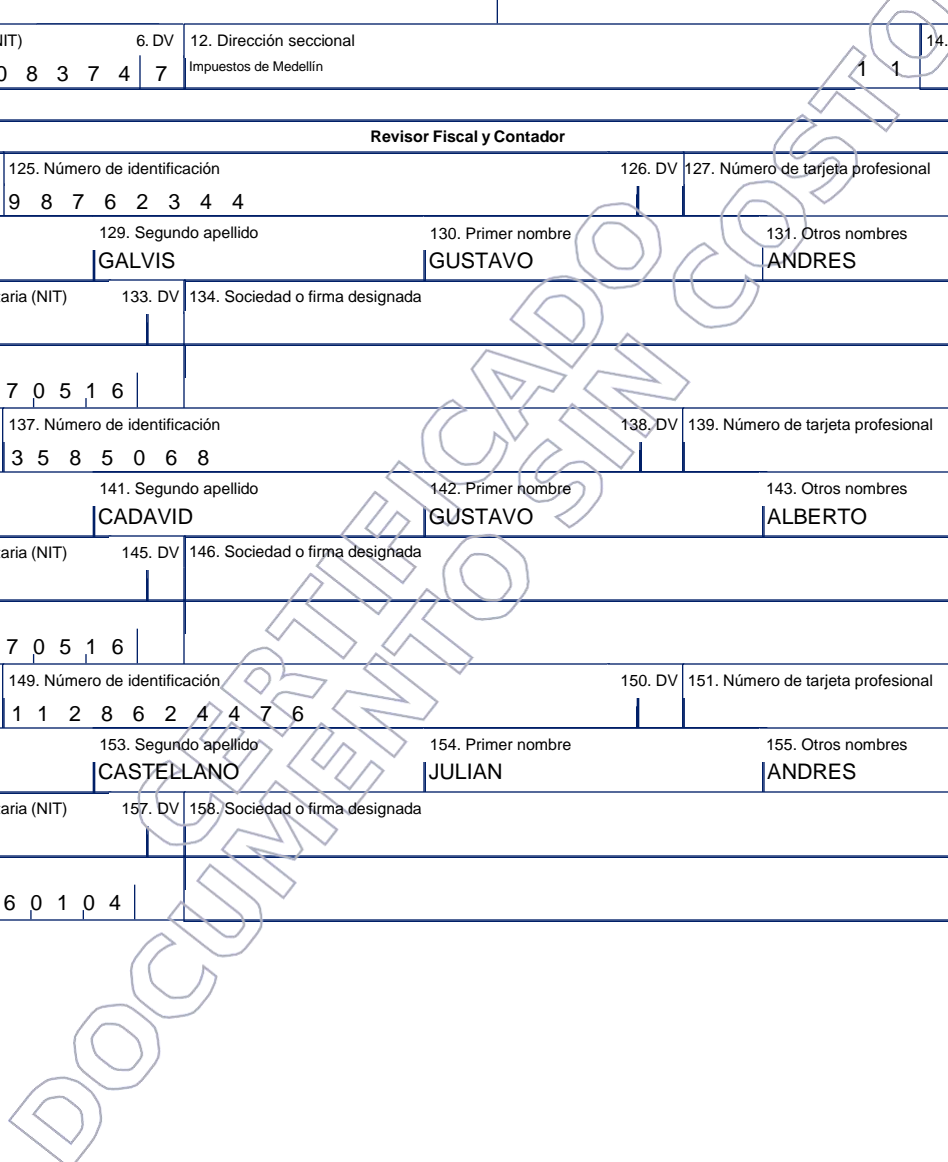 NIT) 6. DV 12. Dirección seccional 14.
0 8 3 7 4 7 Impuestos de Medellín 1 1
Revisor Fiscal y Contador
125. Número de identificación 126. DV 127. Número de tarjeta profesional
9 8 7 6 2 3 4 4
129. Segundo apellido 130. Primer nombre 131. Otros nombres
GALVIS GUSTAVO ANDRES
taria (NIT) 133. DV 134. Sociedad o firma designada
7 0 5 1 6
137. Número de identificación 138. DV 139. Número de tarjeta profesional
3 5 8 5 0 6 8
141. Segundo apellido 142. Primer nombre 143. Otros nombres
CADAVID GUSTAVO ALBERTO
taria (NIT) 145. DV 146. Sociedad o firma designada
7 0 5 1 6
149. Número de identificación 150. DV 151. Número de tarjeta profesional
1 1 2 8 6 2 4 4 7 6
153. Segundo apellido 154. Primer nombre 155. Otros nombres
CASTELLANO JULIAN ANDRES
taria (NIT) 157. DV 158. Sociedad o firma designada
6 0 1 0 4
CERTIFICADO
DOCUMENTO SIN COSTO